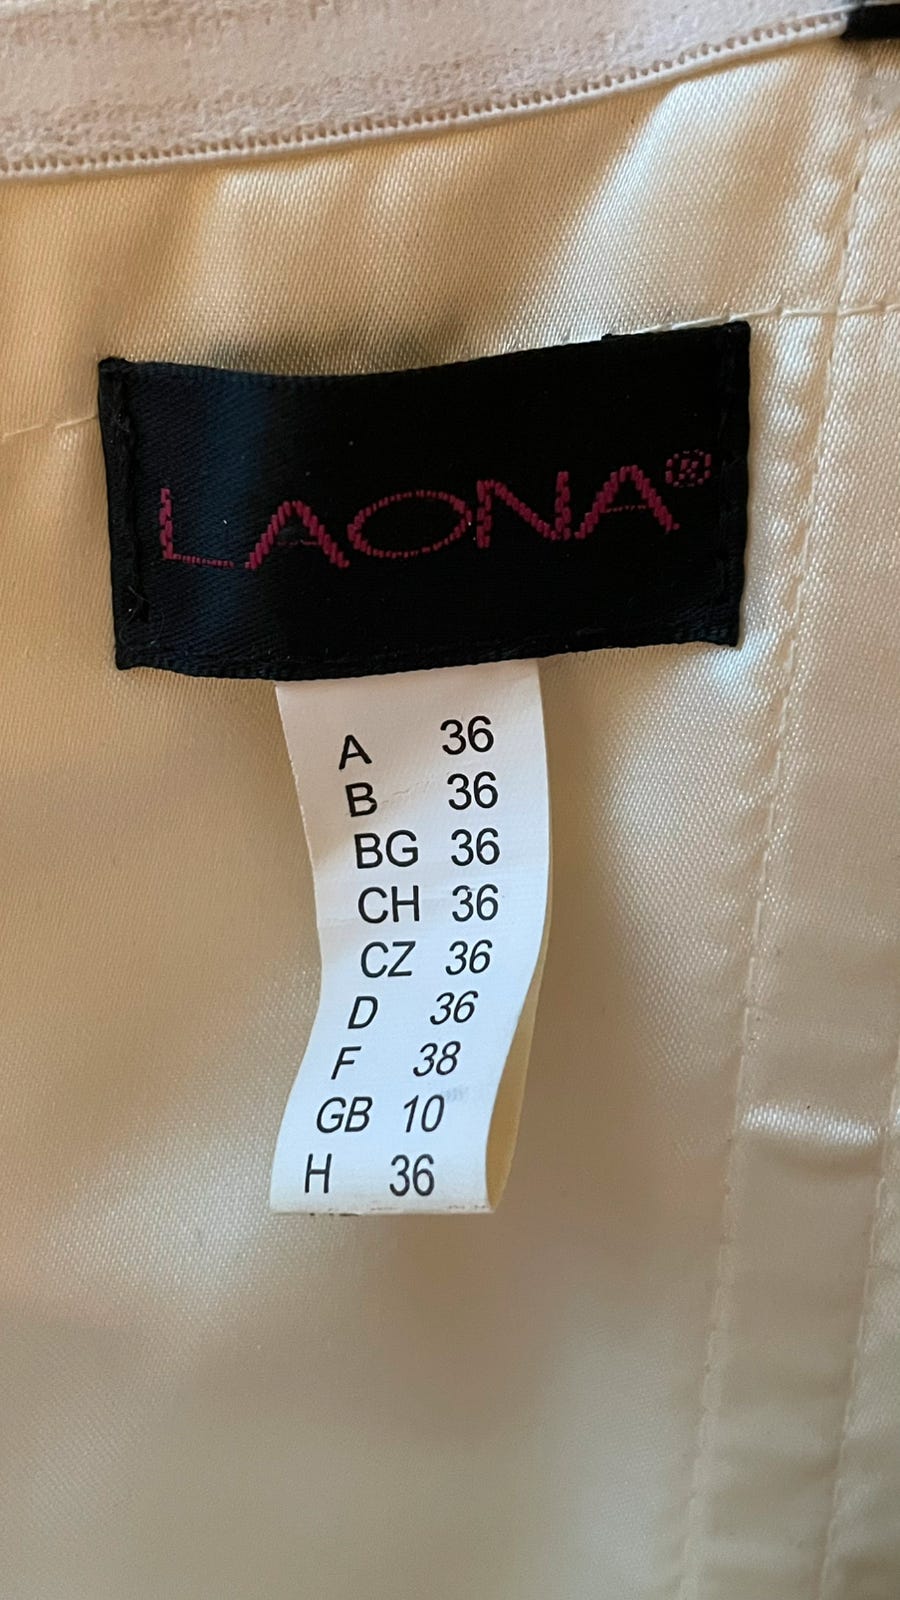 LAONA®
A 36
B 36
BG 36
CH 36
CZ 36
D 36
F 38
GB 10
H 36